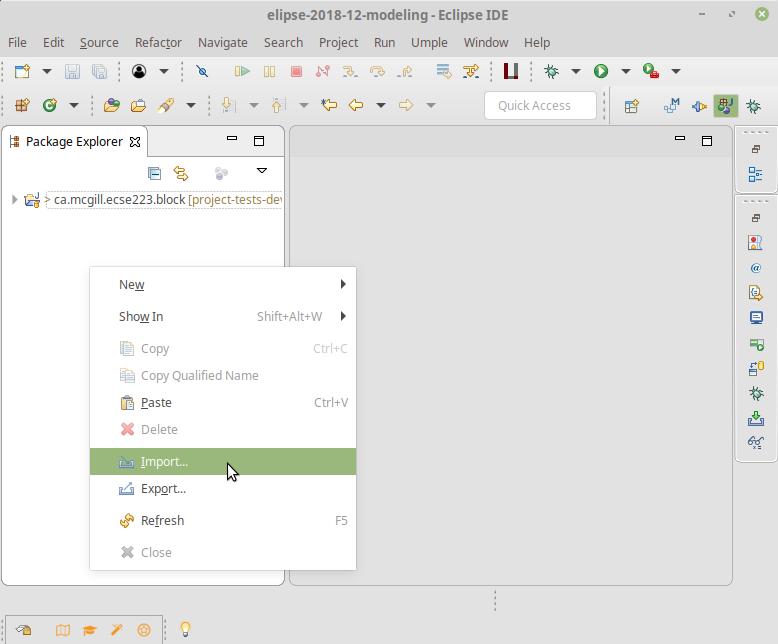 elipse-2018-12-modeling - Eclipse IDE
File Edit Source Refactor Navigate Search Project Run Umple Window Help
Quick Access
Package Explorer
> ca.mcgill.ecse223.block [project-tests-dev
New
Show In Shift+Alt+W
Copy Ctrl+C
Copy Qualified Name
Paste Ctrl+V
Delete
Import...
Export...
Refresh F5
Close